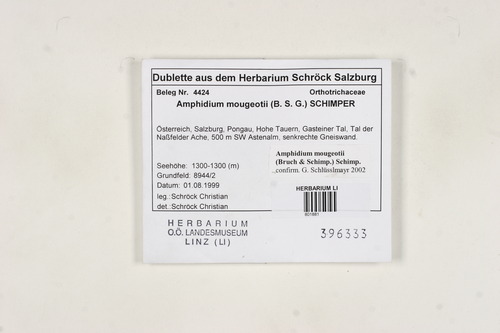 Dublette aus dem Herbarium Schröck Salzburg
Beleg Nr. 4424 Orthotrichaceae
Amphidium mougeotii (B. S. G.) SCHIMPER
Österreich, Salzburg, Pongau, Hohe Tauern, Gasteiner Tal, Tal der
Naßfelder Ache, 500 m SW Astenalm, senkrechte Gneiswand.
Amphidium mougeotii
(Bruch & Schimp.) Schimp.
confirm. G. Schlüsslmayr 2002
Seehöhe: 1300-1300 (m)
Grundfeld: 8944/2
Datum: 01.08.1999
leg.: Schröck Christian
det.: Schröck Christian
HERBARIUM LI
HERBARIUM
O.Ö. LANDESMUSEUM
LINZ (LI)
396333